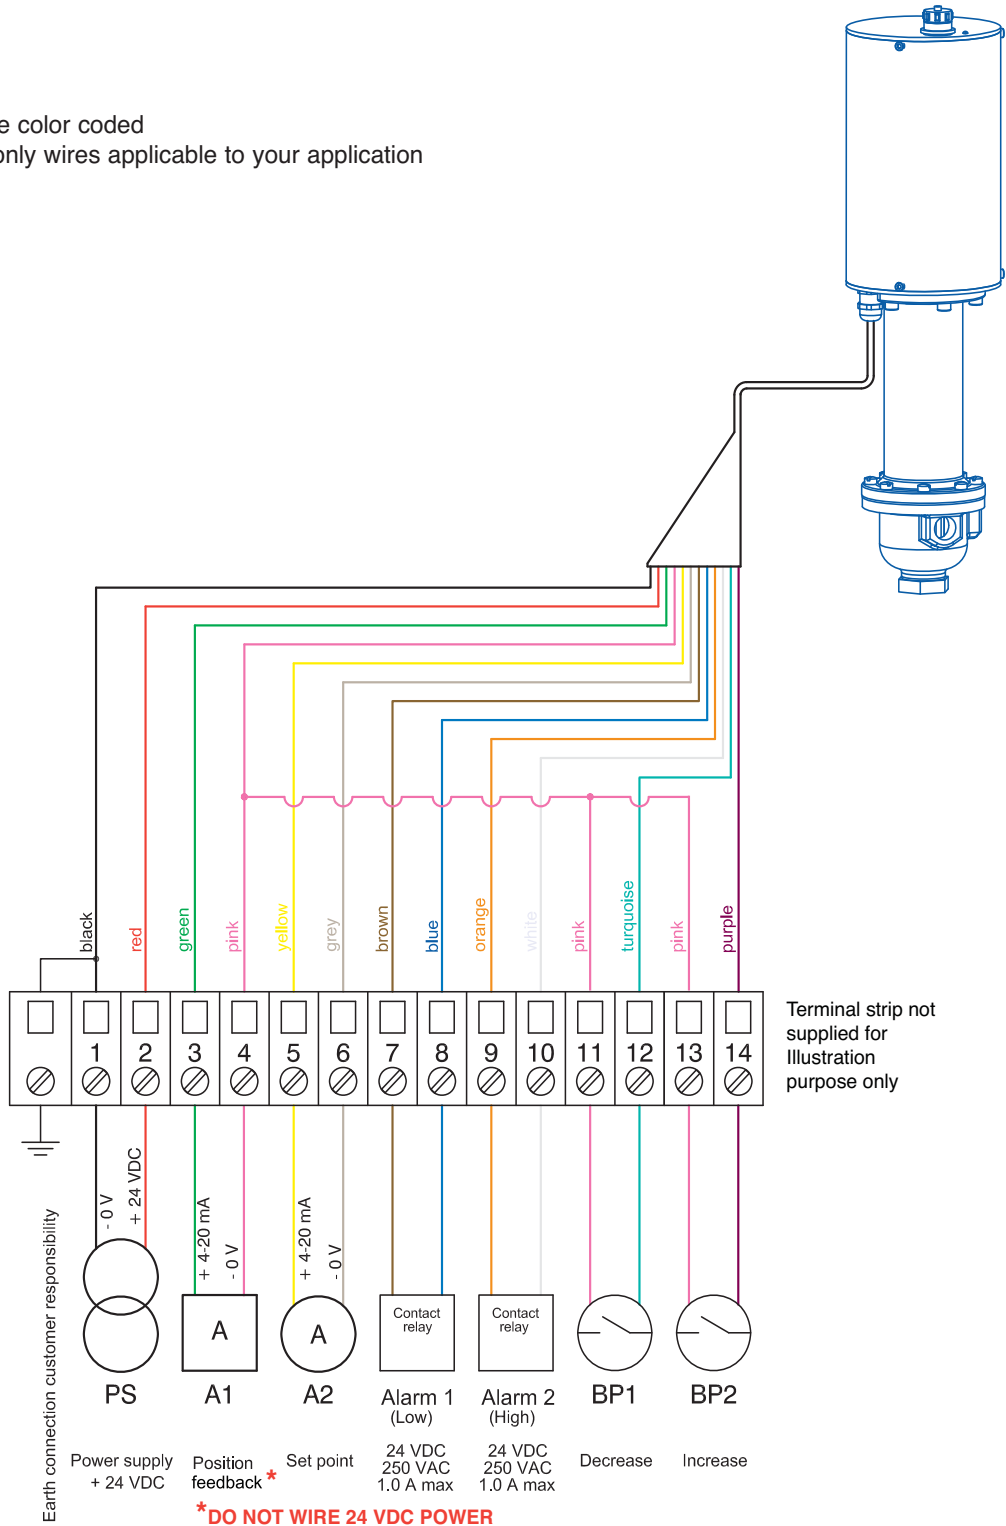 e color coded
only wires applicable to your application
black
red
green
pink
yellow
grey
brown
blue
orange
white
pink
turquoise
pink
purple
1 2 3 4 5 6 7 8 9 10 11 12 13 14
Terminal strip not
supplied for
Illustration
purpose only
Earth connection customer responsibility
- 0 V
+ 24 VDC
+ 4-20 mA
- 0 V
+ 4-20 mA
- 0 V
A
A
Contact
relay
Contact
relay
PS
A1
A2
Alarm 1
(Low)
Alarm 2
(High)
BP1
BP2
Power supply
+ 24 VDC
Position
feedback *
Set point
24 VDC
250 VAC
1.0 A max
24 VDC
250 VAC
1.0 A max
Decrease
Increase
*DO NOT WIRE 24 VDC POWER